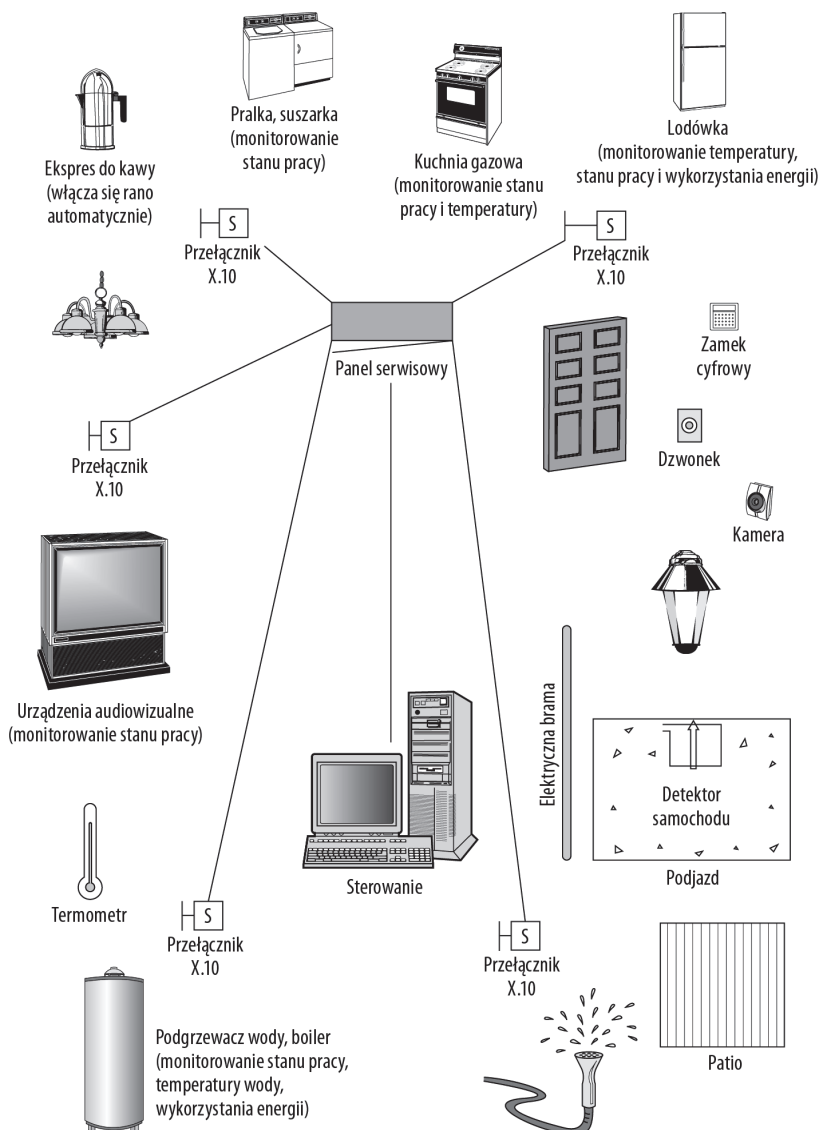 Pralka, suszarka
(monitorowanie
stanu pracy)
Lodówka
(monitorowanie temperatury,
stanu pracy i wykorzystania energii)
Kuchnia gazowa
(monitorowanie stanu
pracy i temperatury)
Ekspres do kawy
(włącza się rano
automatycznie)
S
Przełącznik
X.10
S
Przełącznik
X.10
Zamek
cyfrowy
Panel serwisowy
S
Przełącznik
X.10
Dzwonek
Kamera
Urządzenia audiowizualne
(monitorowanie stanu pracy)
Elektryczna brama
Detektor
samochodu
Podjazd
Sterowanie
Termometr
S
Przełącznik
X.10
S
Przełącznik
X.10
Podgrzewacz wody, boiler
(monitorowanie stanu pracy,
temperatury wody,
wykorzystania energii)
Patio